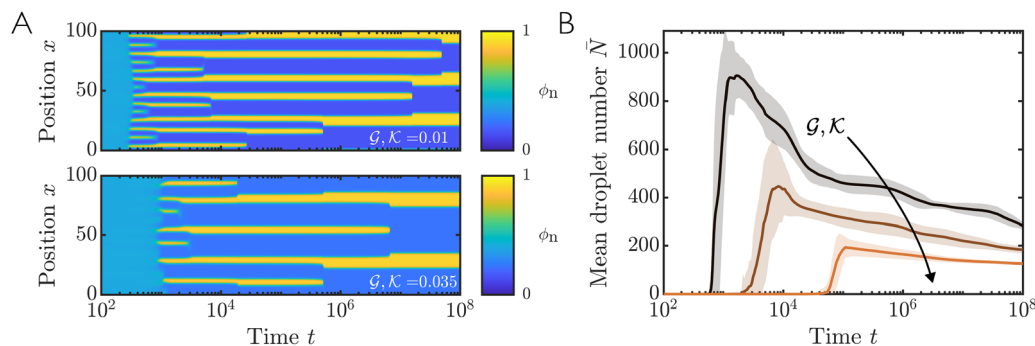 A
B
100
50
0
Position x
1
0
ϕn
𝒢, 𝒦 =0.01
100
50
0
Position x
1
0
ϕn
𝒢, 𝒦 =0.035
10² 10⁴ 10⁶ 10⁸
Time t
1000
800
600
400
200
0
Mean droplet number N̄
𝒢, 𝒦
10² 10⁴ 10⁶ 10⁸
Time t